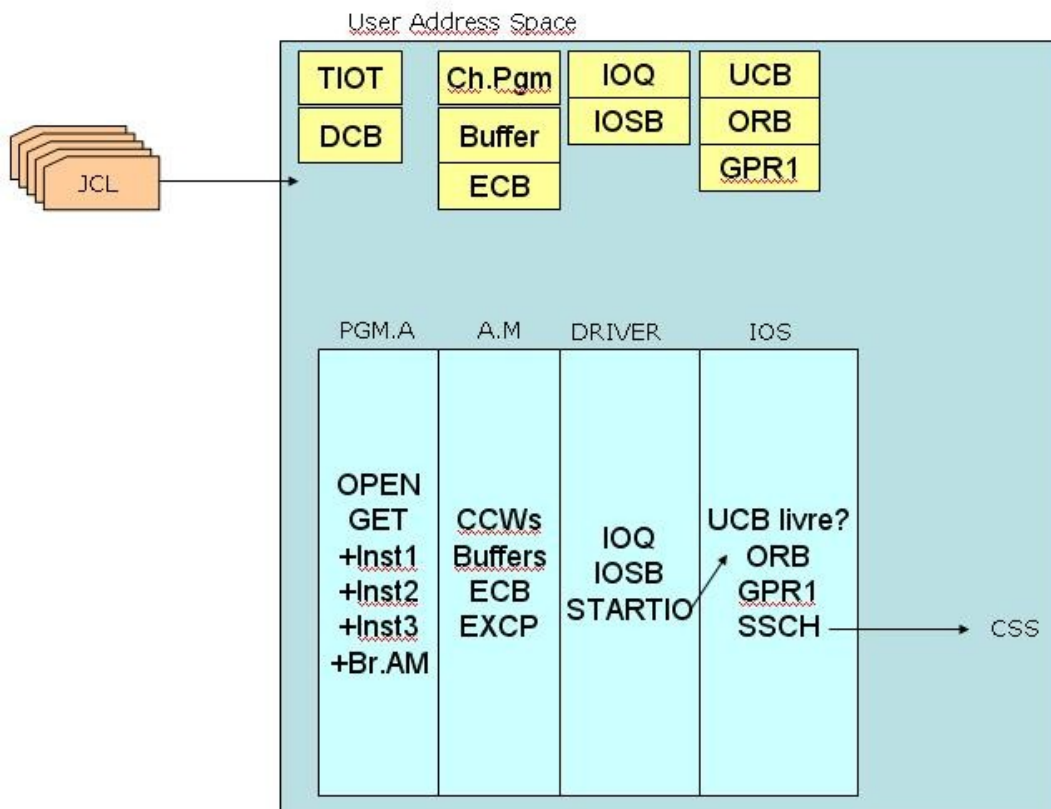 User Address Space
TIOT
DCB
Ch.Pgm
Buffer
ECB
IOQ
IOSB
UCB
ORB
GPR1
JCL
PGM.A
A.M
DRIVER
IOS
OPEN
GET
+Inst1
+Inst2
+Inst3
+Br.AM
CCWs
Buffers
ECB
EXCP
IOQ
IOSB
STARTIO
UCB livre?
ORB
GPR1
SSCH
CSS